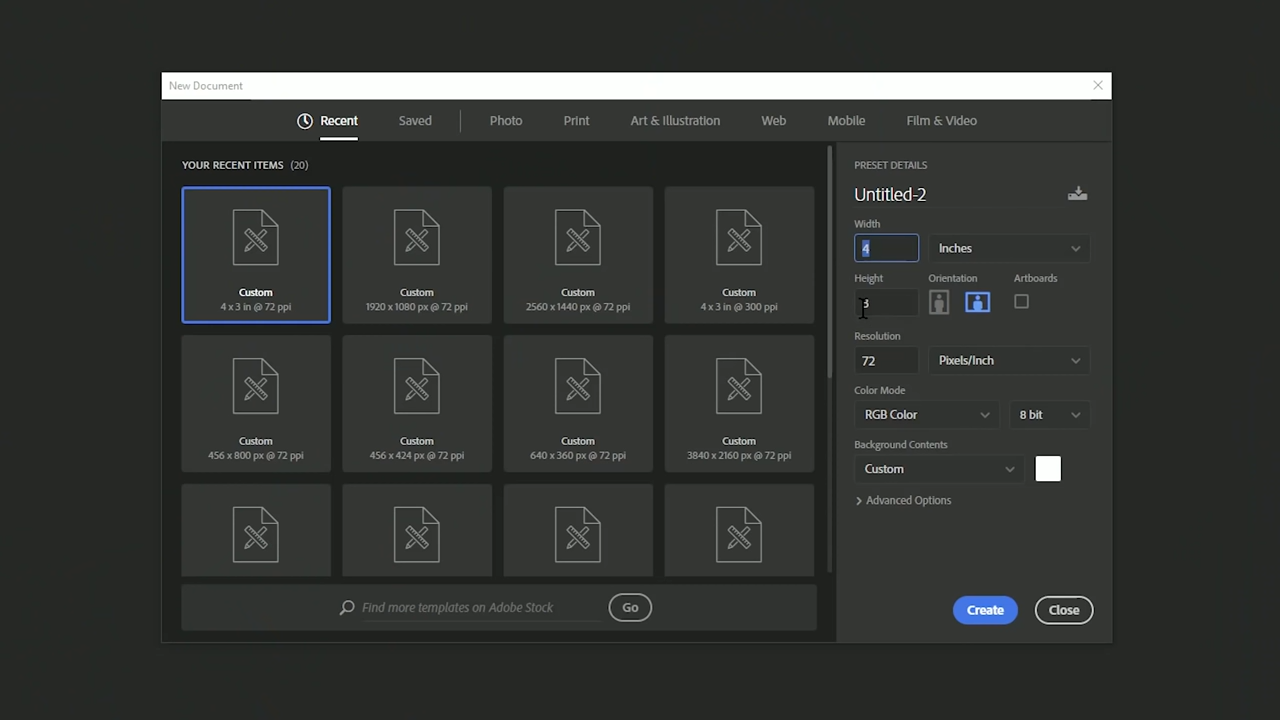 New Document
Recent Saved Photo Print Art & Illustration Web Mobile Film & Video
YOUR RECENT ITEMS (20)
Custom
4 x 3 in @ 72 ppi
Custom
1920 x 1080 px @ 72 ppi
Custom
2560 x 1440 px @ 72 ppi
Custom
4 x 3 in @ 300 ppi
Custom
456 x 800 px @ 72 ppi
Custom
456 x 424 px @ 72 ppi
Custom
640 x 360 px @ 72 ppi
Custom
3840 x 2160 px @ 72 ppi
Find more templates on Adobe Stock
Go
PRESET DETAILS
Untitled-2
Width
4 Inches
Height Orientation Artboards
3
Resolution
72 Pixels/Inch
Color Mode
RGB Color 8 bit
Background Contents
Custom
Advanced Options
Create Close